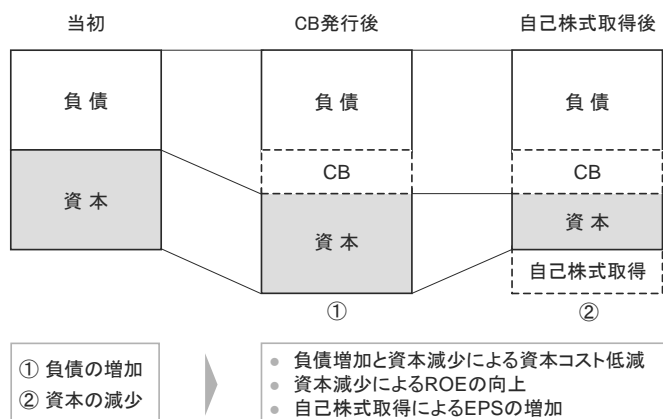 当初
CB発行後
自己株式取得後
負 債
負 債
負 債
CB
CB
資 本
資 本
資 本
自己株式取得
①
②
① 負債の増加
② 資本の減少
● 負債増加と資本減少による資本コスト低減
● 資本減少によるROEの向上
● 自己株式取得によるEPSの増加